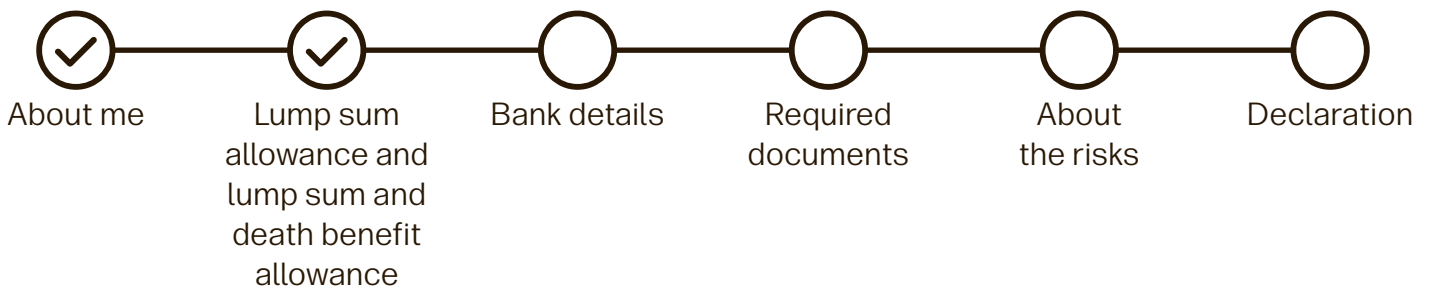 About me
Lump sum
allowance and
lump sum and
death benefit
allowance
Bank details
Required
documents
About
the risks
Declaration